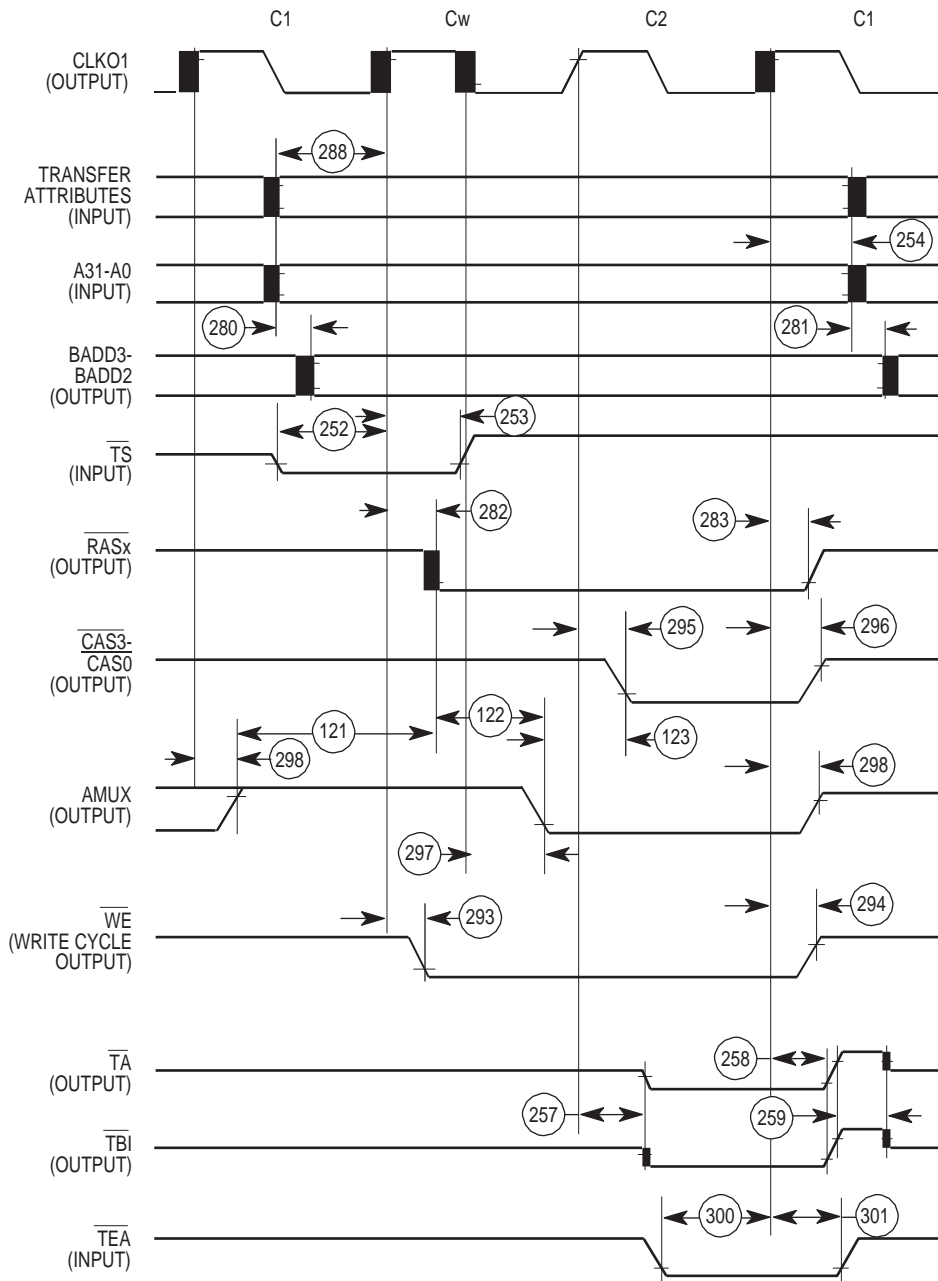 C1 Cw C2 C1
CLKO1
(OUTPUT)
288
TRANSFER
ATTRIBUTES
(INPUT)
254
A31-A0
(INPUT)
280 281
BADD3-
BADD2
(OUTPUT)
252 253
TS
(INPUT)
282 283
RASx
(OUTPUT)
295 296
CAS3-
CAS0
(OUTPUT)
121 122 123
298 298
AMUX
(OUTPUT)
297
293 294
WE
(WRITE CYCLE
OUTPUT)
258
TA
(OUTPUT)
257 259
TBI
(OUTPUT)
300 301
TEA
(INPUT)